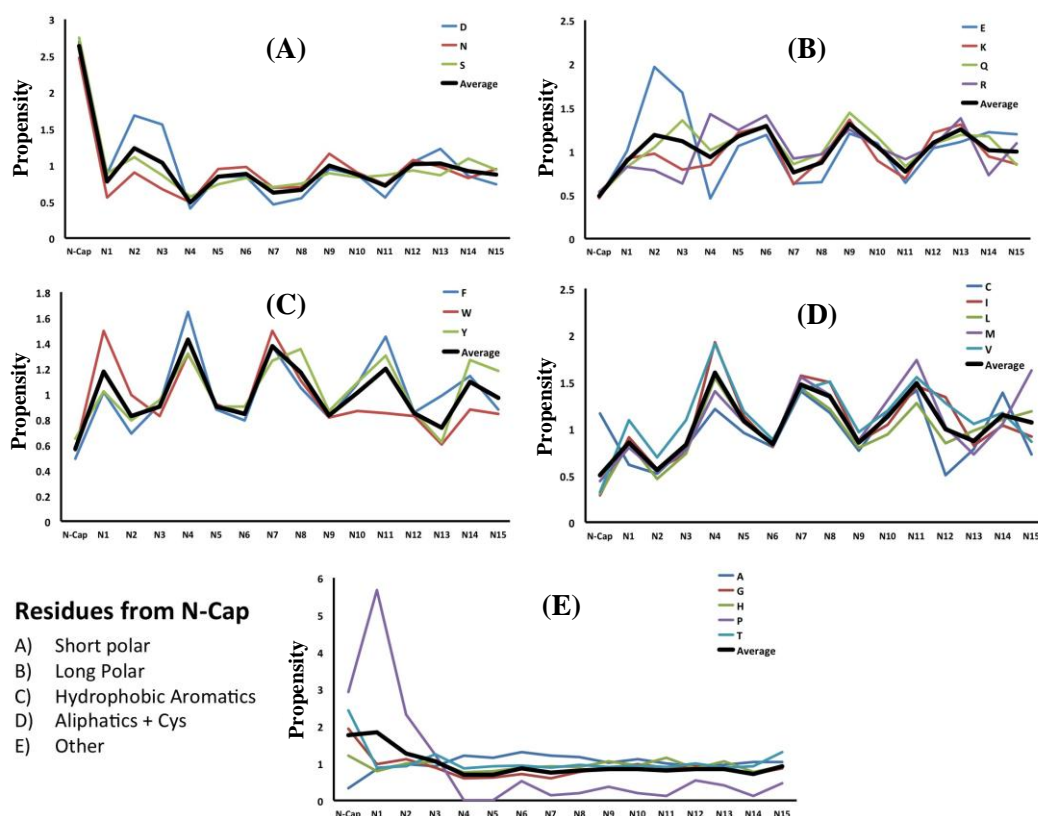 (A)
Propensity
3
2.5
2
1.5
1
0.5
0
D
N
S
Average
N-Cap N1 N2 N3 N4 N5 N6 N7 N8 N9 N10 N11 N12 N13 N14 N15
(B)
Propensity
2.5
2
1.5
1
0.5
0
E
K
Q
R
Average
N-Cap N1 N2 N3 N4 N5 N6 N7 N8 N9 N10 N11 N12 N13 N14 N15
(C)
Propensity
1.8
1.6
1.4
1.2
1
0.8
0.6
0.4
0.2
0
F
W
Y
Average
N-Cap N1 N2 N3 N4 N5 N6 N7 N8 N9 N10 N11 N12 N13 N14 N15
(D)
Propensity
2.5
2
1.5
1
0.5
0
C
I
L
M
V
Average
N-Cap N1 N2 N3 N4 N5 N6 N7 N8 N9 N10 N11 N12 N13 N14 N15
Residues from N-Cap
A) Short polar
B) Long Polar
C) Hydrophobic Aromatics
D) Aliphatics + Cys
E) Other
(E)
Propensity
6
5
4
3
2
1
0
A
G
H
P
T
Average
N-Cap N1 N2 N3 N4 N5 N6 N7 N8 N9 N10 N11 N12 N13 N14 N15